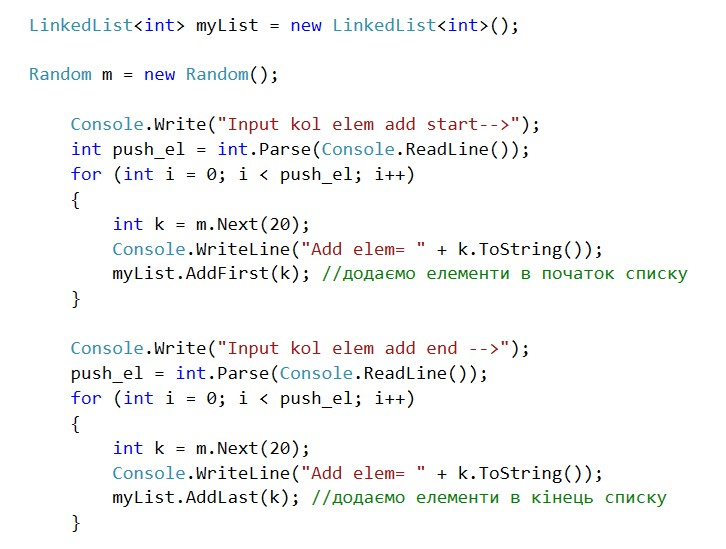 LinkedList<int> myList = new LinkedList<int>();
Random m = new Random();
Console.Write("Input kol elem add start-->");
int push_el = int.Parse(Console.ReadLine());
for (int i = 0; i < push_el; i++)
{
int k = m.Next(20);
Console.WriteLine("Add elem= " + k.ToString());
myList.AddFirst(k); //додаємо елементи в початок списку
}
Console.Write("Input kol elem add end -->");
push_el = int.Parse(Console.ReadLine());
for (int i = 0; i < push_el; i++)
{
int k = m.Next(20);
Console.WriteLine("Add elem= " + k.ToString());
myList.AddLast(k); //додаємо елементи в кінець списку
}